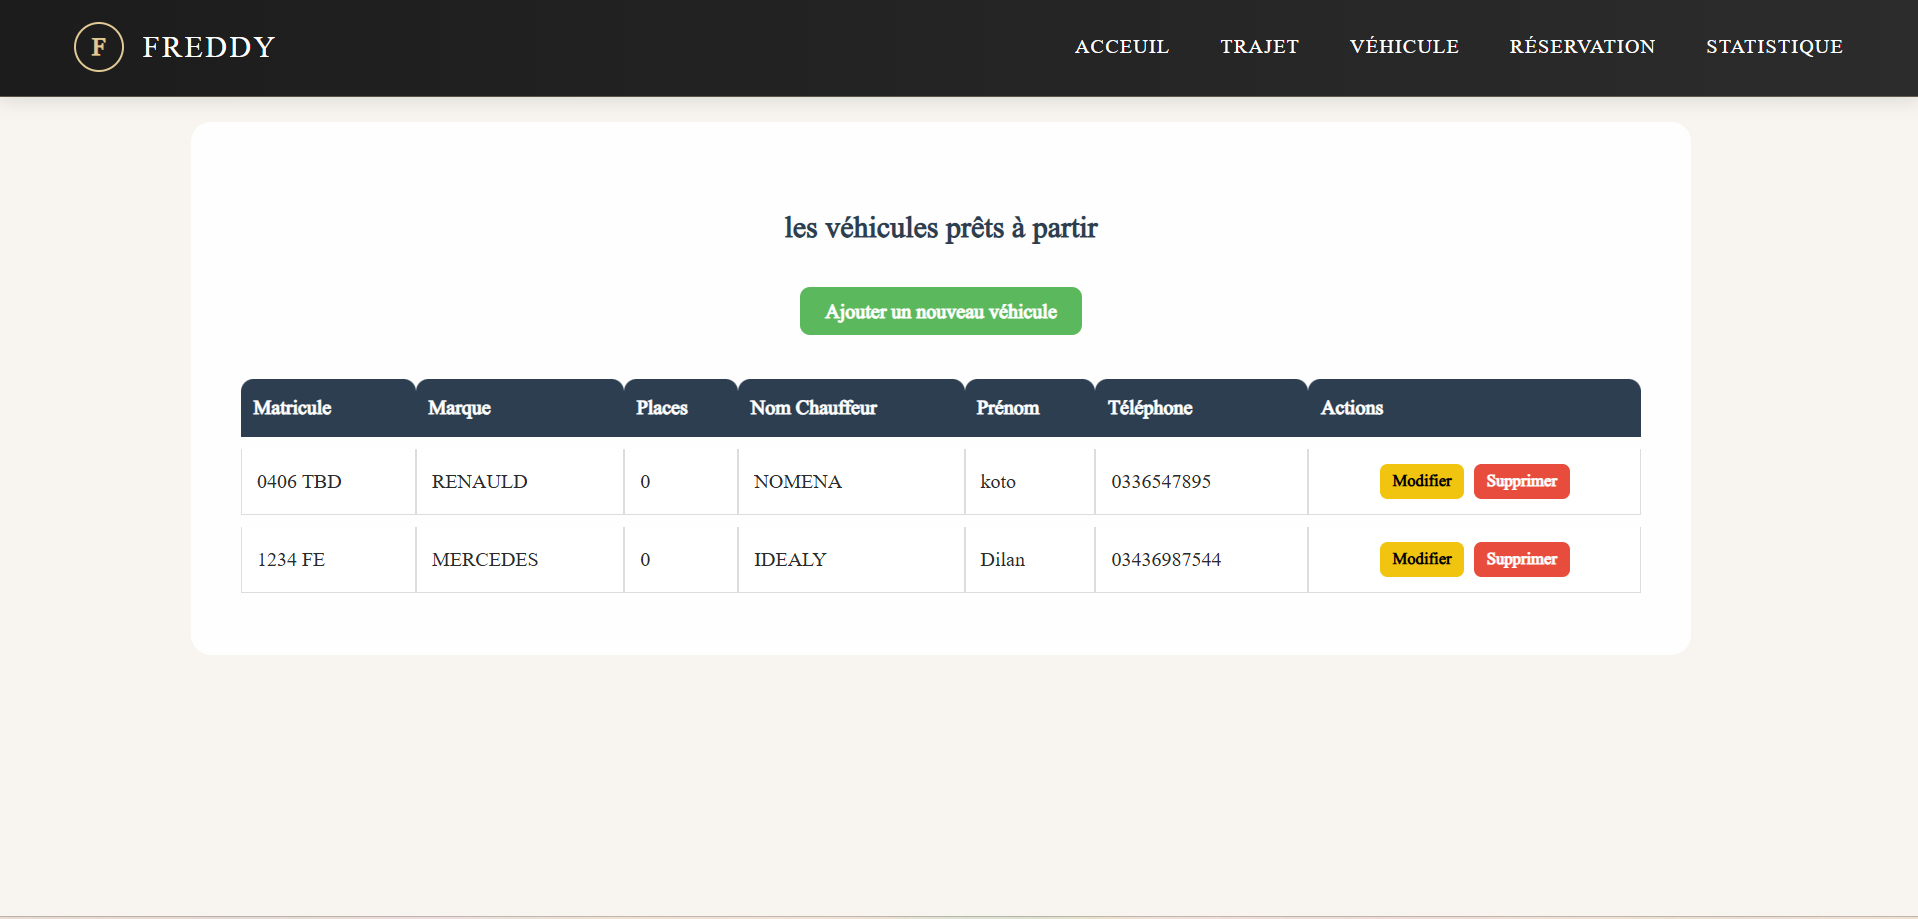 F FREDDY ACCEUIL TRAJET VÉHICULE RÉSERVATION STATISTIQUE
les véhicules prêts à partir
Ajouter un nouveau véhicule
Matricule Marque Places Nom Chauffeur Prénom Téléphone Actions
0406 TBD RENAULD 0 NOMENA koto 0336547895 Modifier Supprimer
1234 FE MERCEDES 0 IDEALY Dilan 03436987544 Modifier Supprimer